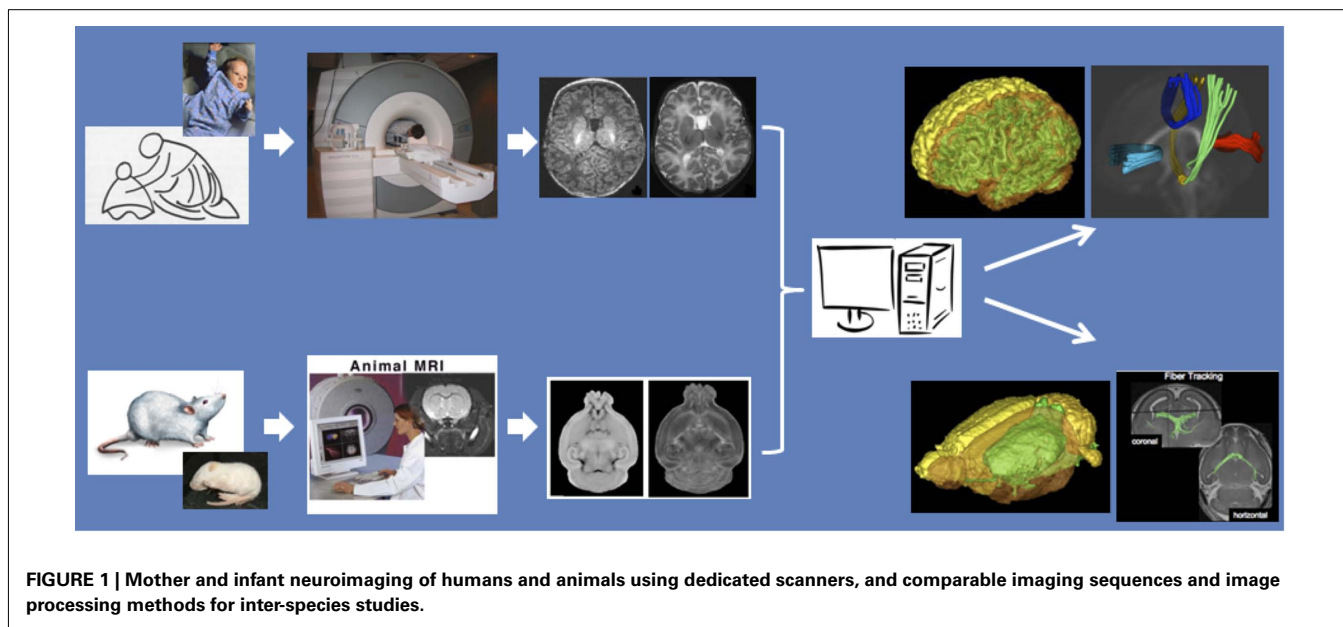 Animal MRI
Fiber Tracking
coronal
horizontal
FIGURE 1 | Mother and infant neuroimaging of humans and animals using dedicated scanners, and comparable imaging sequences and image
processing methods for inter-species studies.